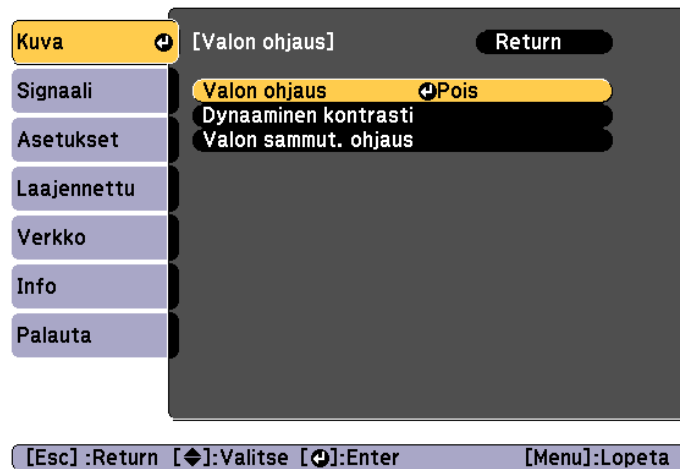 Kuva
[Valon ohjaus] Return
Signaali
Valon ohjaus Pois
Dynaaminen kontrasti
Asetukset
Valon sammut. ohjaus
Laajennettu
Verkko
Info
Palauta
[Esc] :Return [◆]:Valitse [⏎]:Enter [Menu]:Lopeta